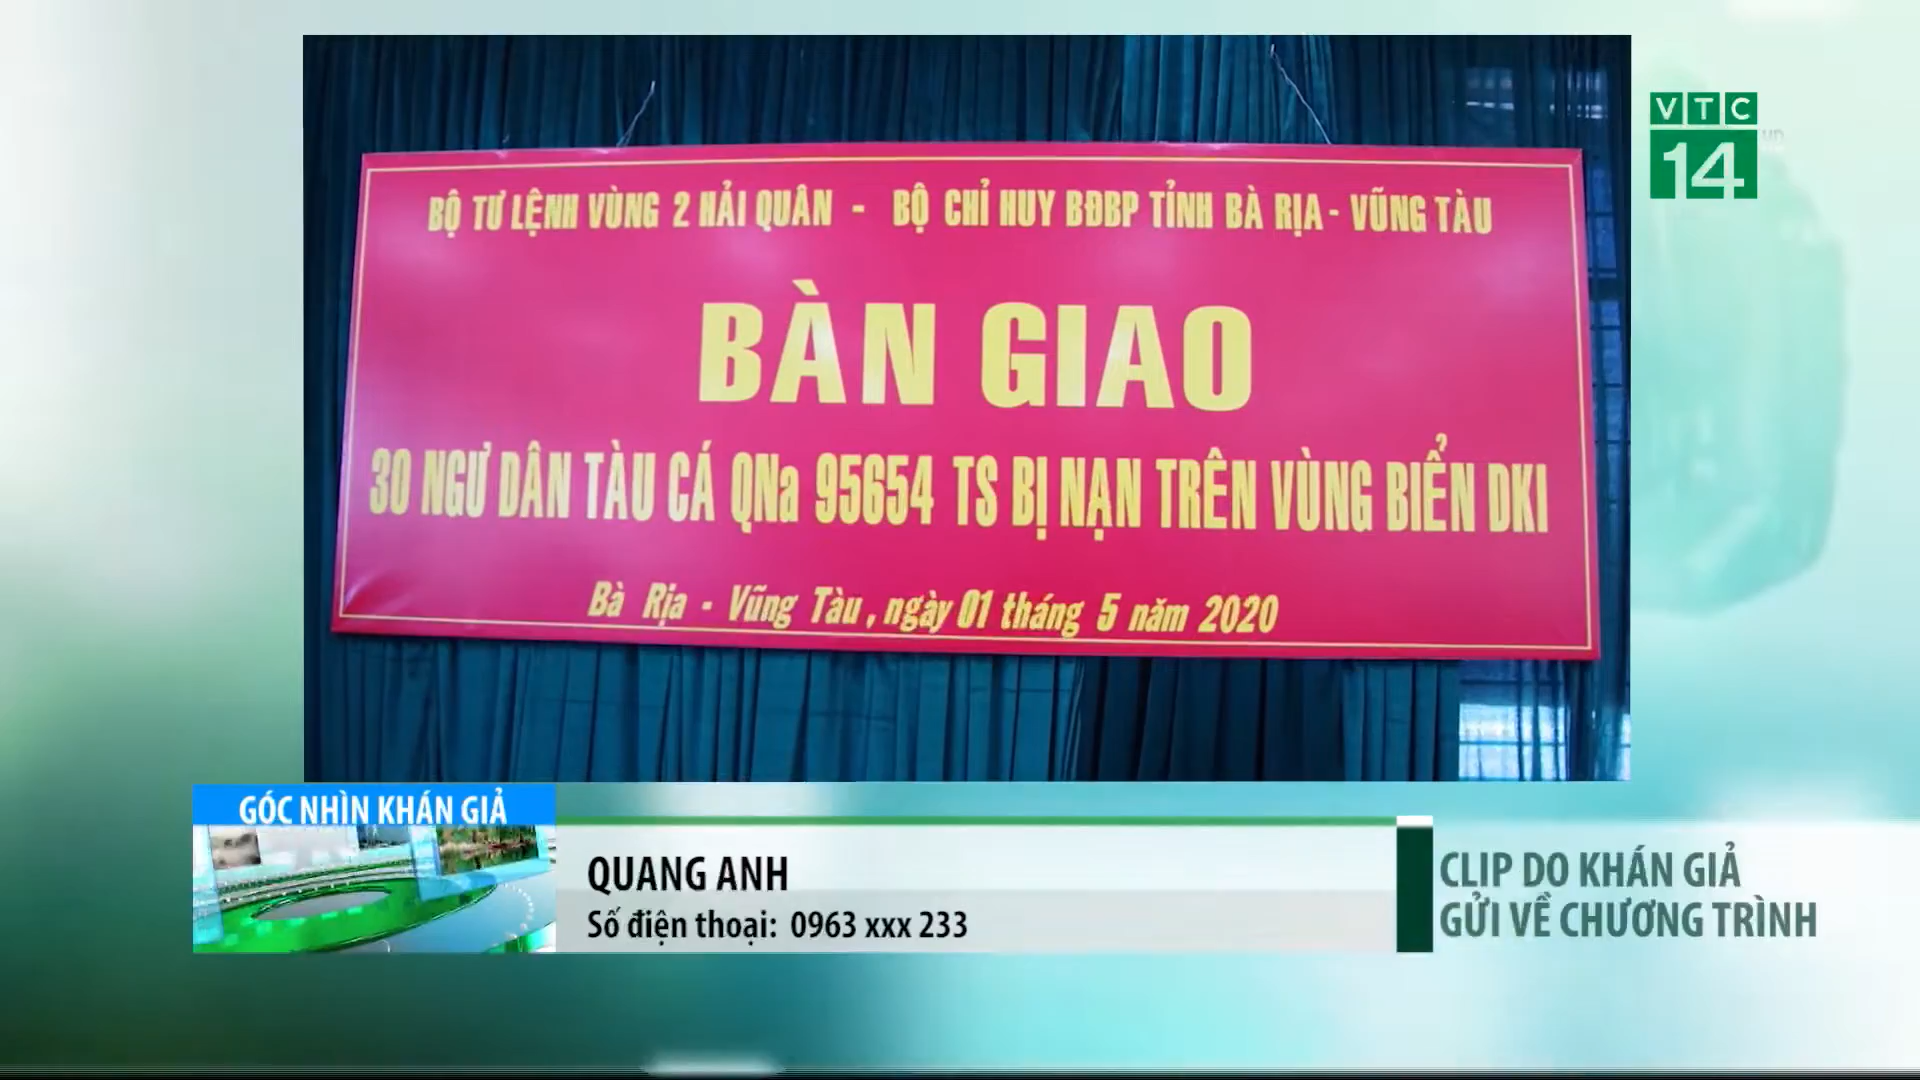 VTC
14
HD
BỘ TƯ LỆNH VÙNG 2 HẢI QUÂN - BỘ CHỈ HUY BĐBP TỈNH BÀ RỊA - VŨNG TÀU
BÀN GIAO
30 NGƯ DÂN TÀU CÁ QNa 95654 TS BỊ NẠN TRÊN VÙNG BIỂN DKI
Bà Rịa - Vũng Tàu, ngày 01 tháng 5 năm 2020
GÓC NHÌN KHÁN GIẢ
QUANG ANH
Số điện thoại: 0963 xxx 233
CLIP DO KHÁN GIẢ
GỬI VỀ CHƯƠNG TRÌNH